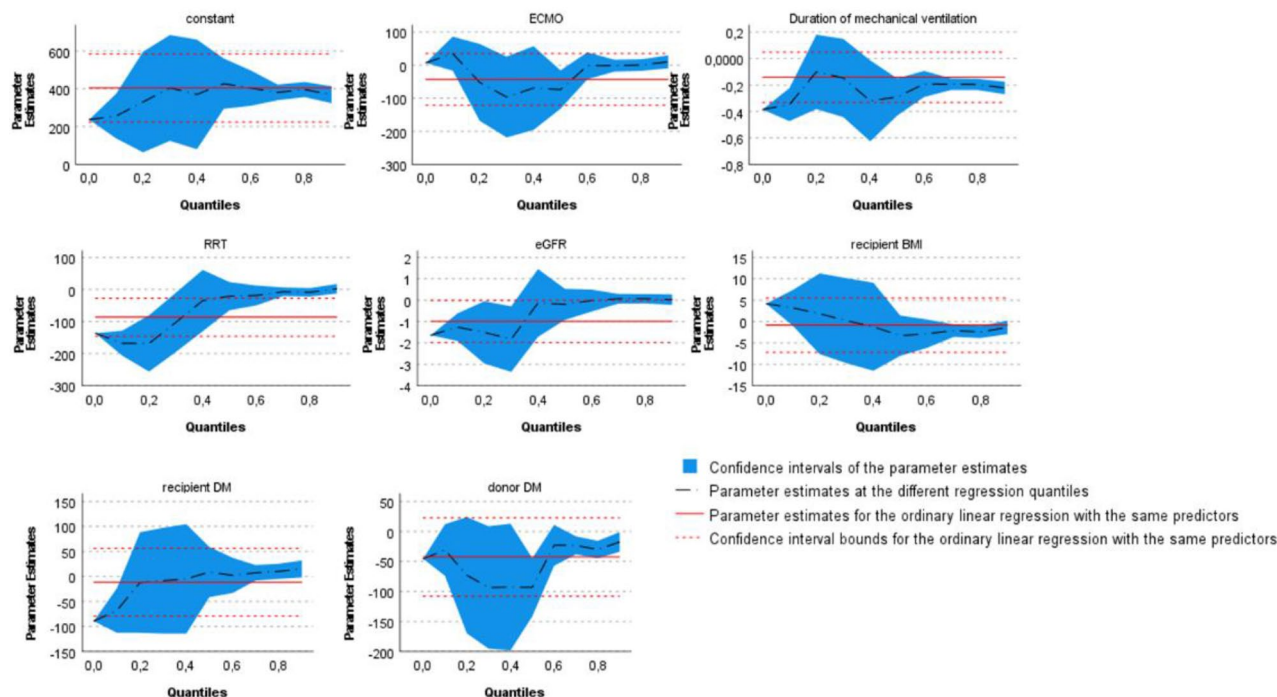 constant
Parameter Estimates
600
400
200
0
0,0 0,2 0,4 0,6 0,8
Quantiles
ECMO
Parameter Estimates
100
0
-100
-200
-300
0,0 0,2 0,4 0,6 0,8
Quantiles
Duration of mechanical ventilation
Parameter Estimates
0,2
0,0000
-0,2
-0,4
-0,6
-0,8
0,0 0,2 0,4 0,6 0,8
Quantiles
RRT
Parameter Estimates
100
0
-100
-200
-300
0,0 0,2 0,4 0,6 0,8
Quantiles
eGFR
Parameter Estimates
2
1
0
-1
-2
-3
-4
0,0 0,2 0,4 0,6 0,8
Quantiles
recipient BMI
Parameter Estimates
15
10
5
0
-5
-10
-15
0,0 0,2 0,4 0,6 0,8
Quantiles
recipient DM
Parameter Estimates
150
100
50
0
-50
-100
-150
0,0 0,2 0,4 0,6 0,8
Quantiles
donor DM
Parameter Estimates
50
0
-50
-100
-150
-200
0,0 0,2 0,4 0,6 0,8
Quantiles
Confidence intervals of the parameter estimates
Parameter estimates at the different regression quantiles
Parameter estimates for the ordinary linear regression with the same predictors
Confidence interval bounds for the ordinary linear regression with the same predictors